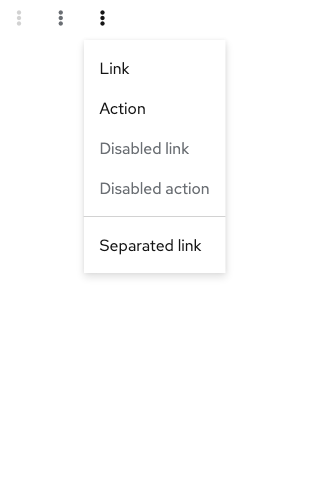 Link
Action
Disabled link
Disabled action
Separated link